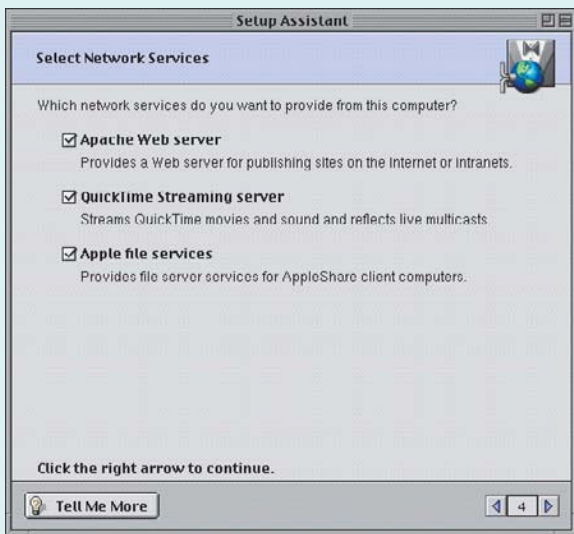 Setup Assistant
Select Network Services
Which network services do you want to provide from this computer?
Apache Web server
Provides a Web server for publishing sites on the Internet or intranets.
QuickTime Streaming server
Streams QuickTime movies and sound and reflects live multicasts
Apple file services
Provides file server services for AppleShare client computers.
Click the right arrow to continue.
Tell Me More
4